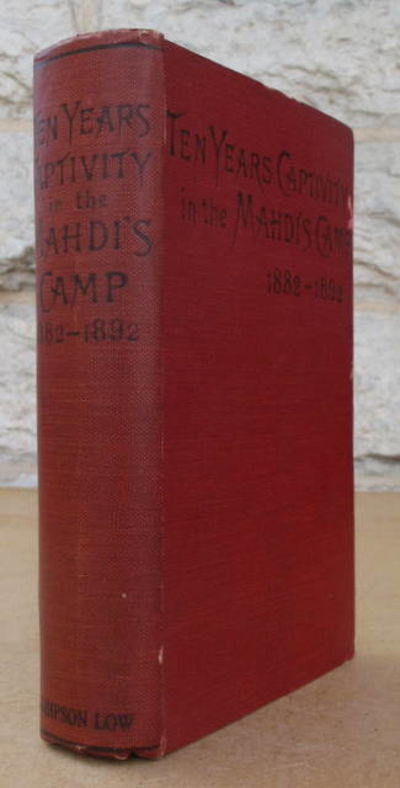 TEN YEARS
CAPTIVITY
in the
MAHDI'S
CAMP
1882-1892
SAMPSON LOW
TEN YEARS CAPTIVITY
in the MAHDI'S CAMP
1882-1892